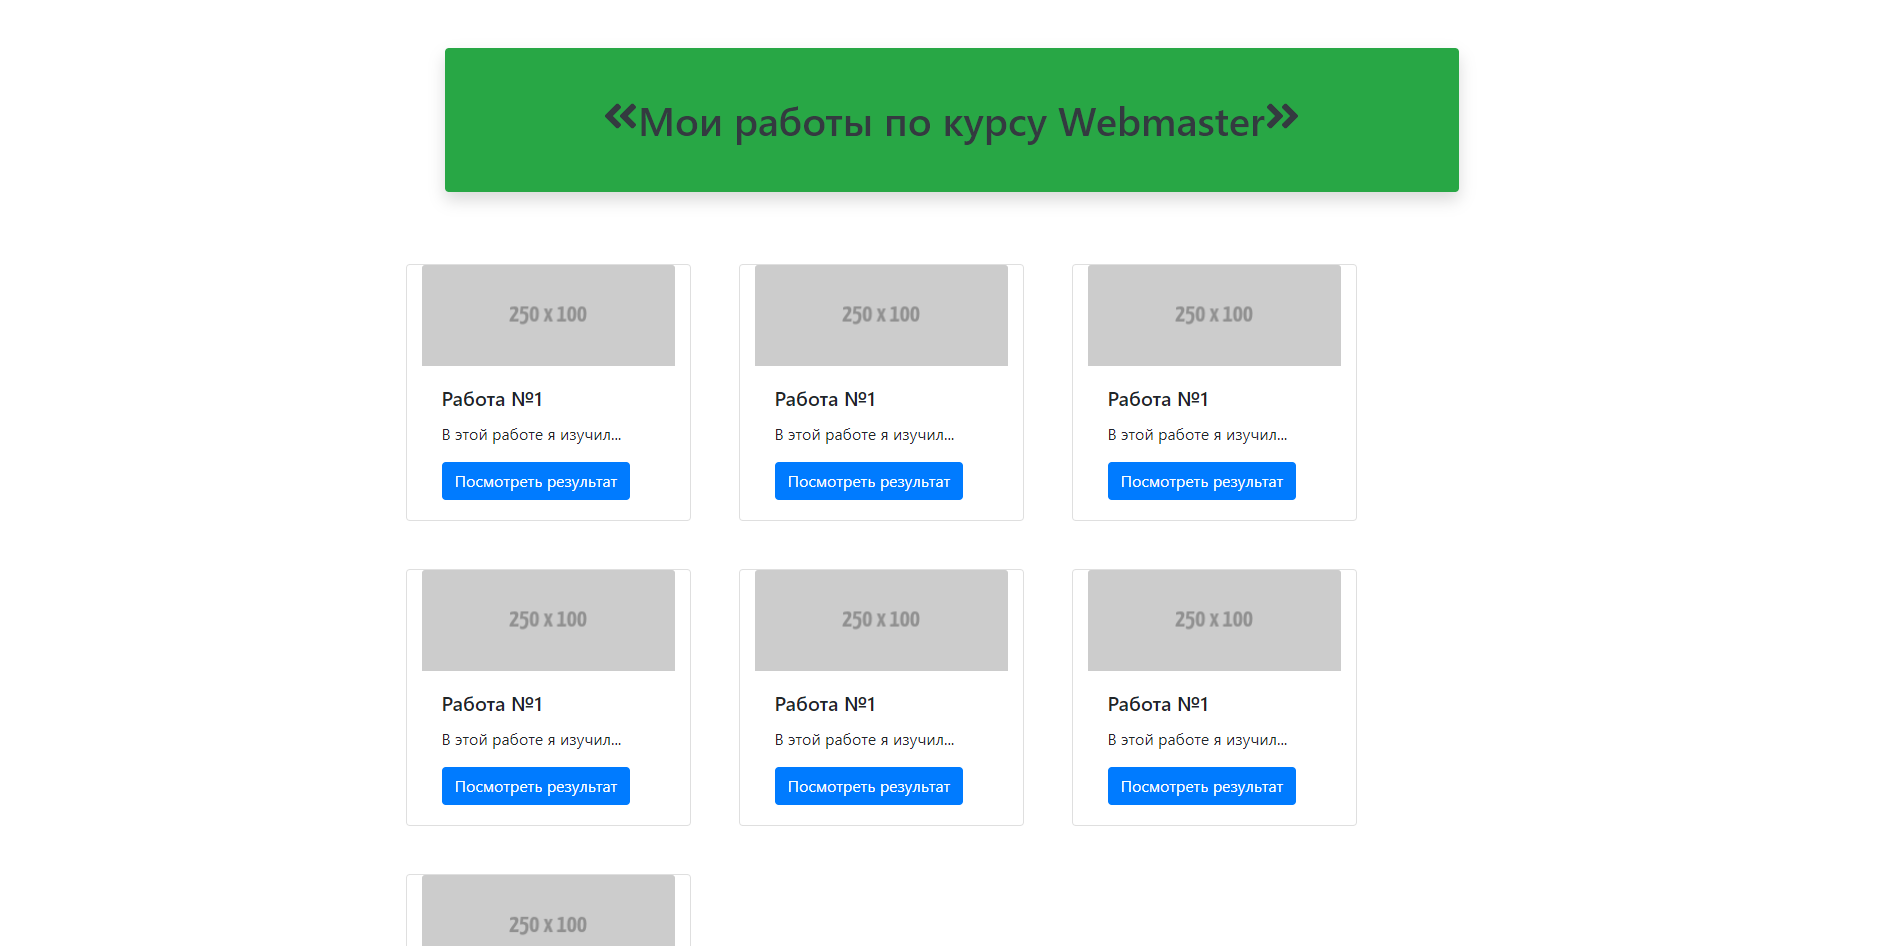 «Мои работы по курсу Webmaster»
250 x 100
250 x 100
250 x 100
Работа №1
Работа №1
Работа №1
В этой работе я изучил...
В этой работе я изучил...
В этой работе я изучил...
Посмотреть результат
Посмотреть результат
Посмотреть результат
250 x 100
250 x 100
250 x 100
Работа №1
Работа №1
Работа №1
В этой работе я изучил...
В этой работе я изучил...
В этой работе я изучил...
Посмотреть результат
Посмотреть результат
Посмотреть результат
250 x 100